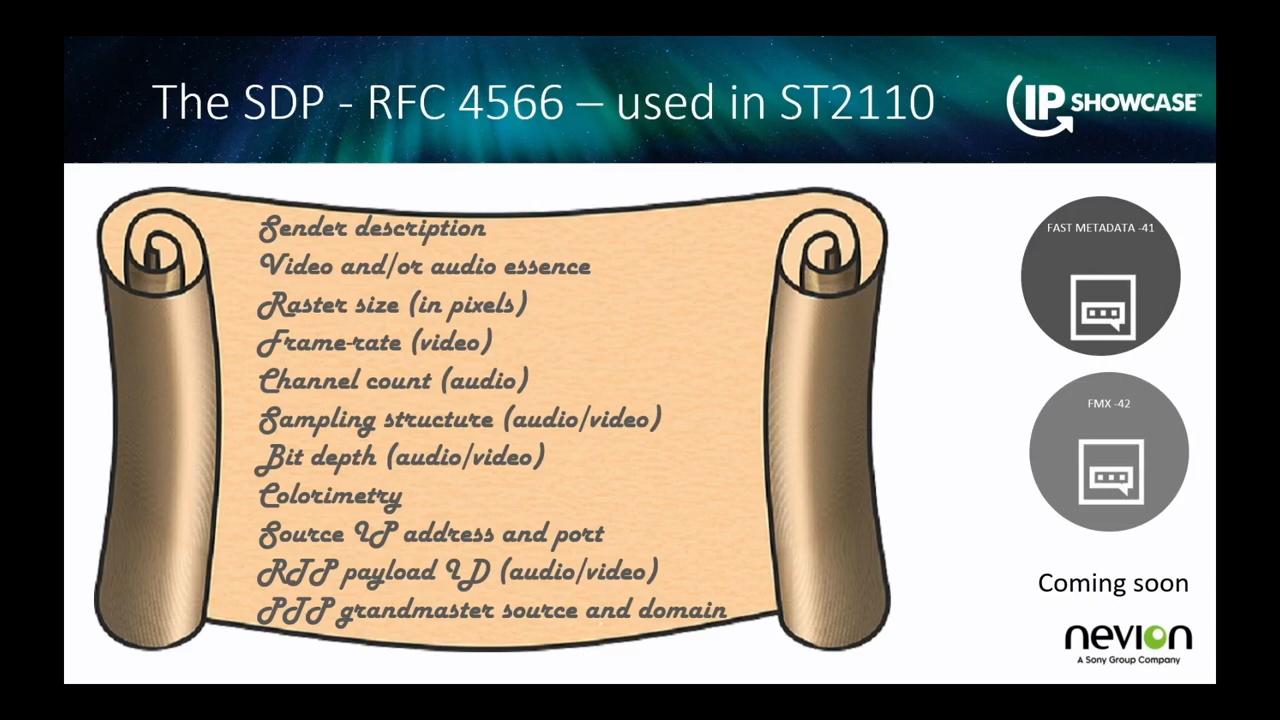 The SDP - RFC 4566 – used in ST2110
IP SHOWCASE™
Sender description
Video and/or audio essence
Raster size (in pixels)
Frame-rate (video)
Channel count (audio)
Sampling structure (audio/video)
Bit depth (audio/video)
Colorimetry
Source IP address and port
RTP payload ID (audio/video)
PTP grandmaster source and domain
FAST METADATA -41
FMX -42
Coming soon
nevion
A Sony Group Company